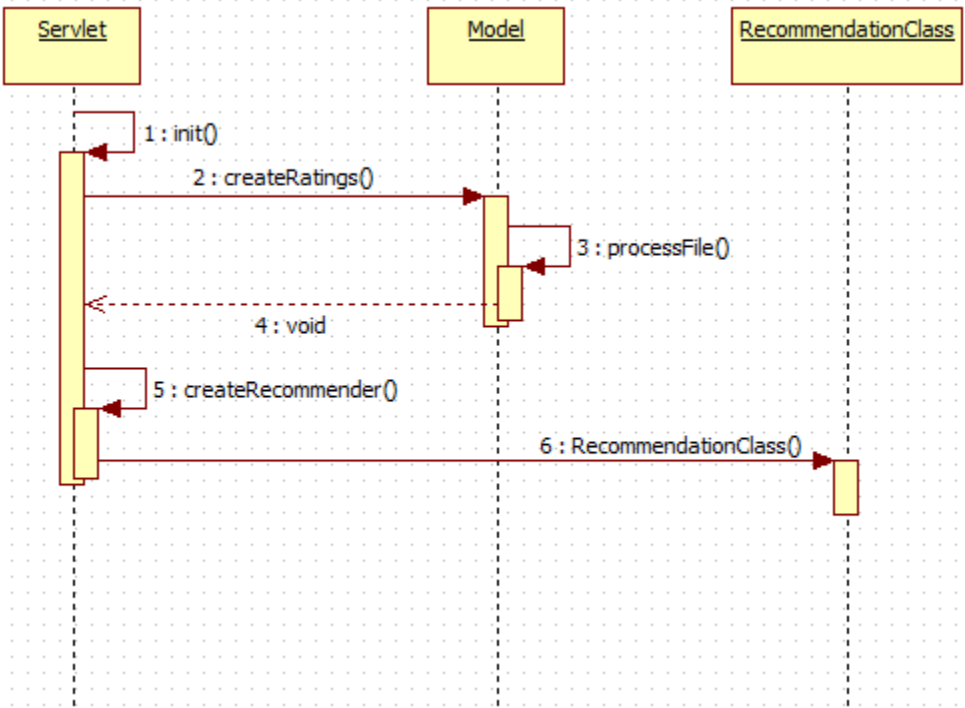 Servlet
Model
RecommendationClass
1 : init()
2 : createRatings()
3 : processFile()
4 : void
5 : createRecommender()
6 : RecommendationClass()